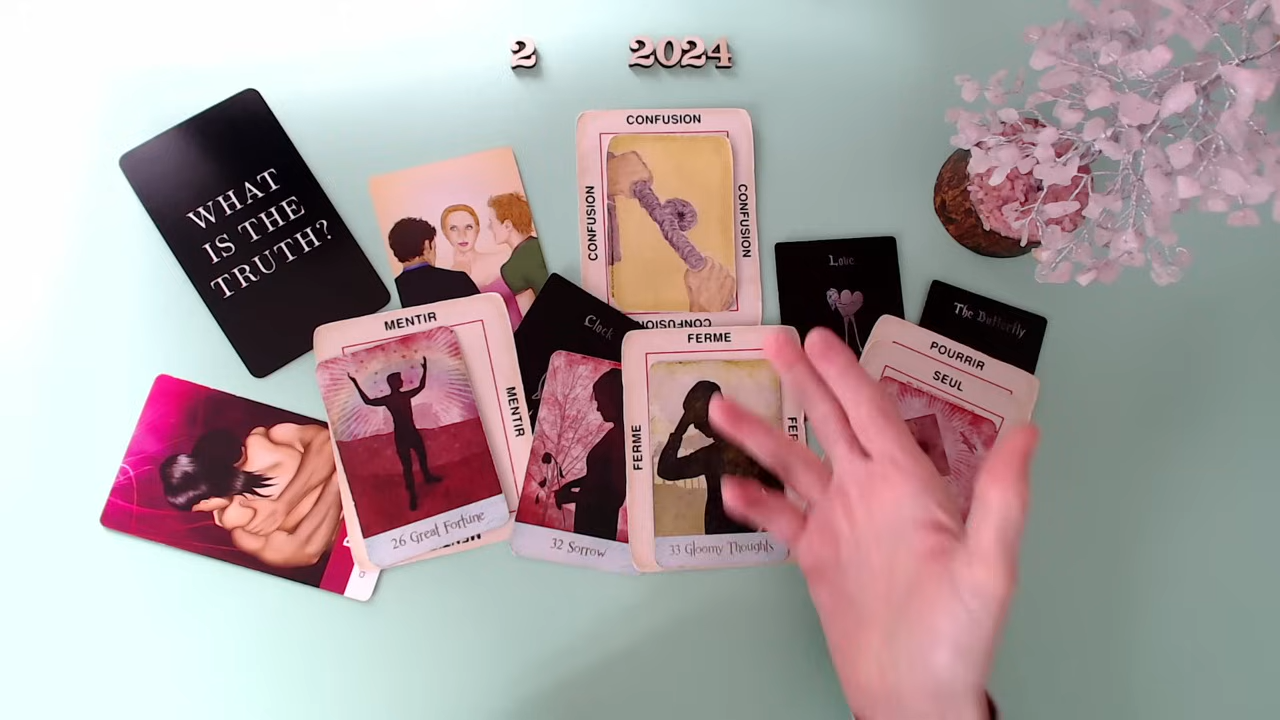 2 2024
WHAT
IS THE
TRUTH?
CONFUSION
CONFUSION
CONFUSION
CONFUSION
Love
The Butterfly
Clock
MENTIR
MENTIR
26 Great Fortune
32 Sorrow
FERME
FERME
33 Gloomy Thoughts
POURRIR
SEUL